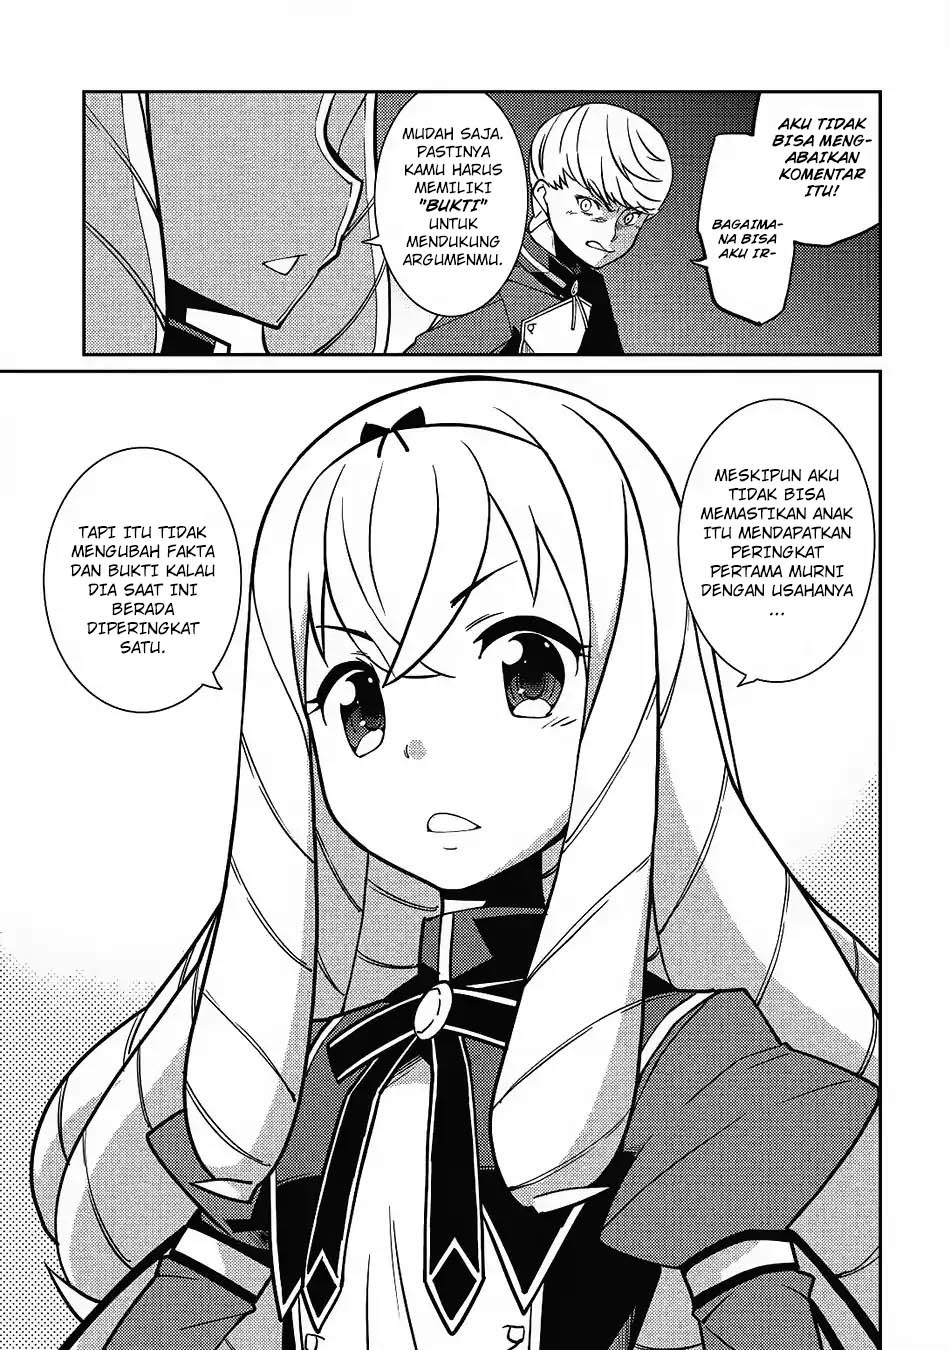 AKU TIDAK
BISA MENG-
ABAIKAN
KOMENTAR
ITU!
BAGAIMA-
NA BISA
AKU IR-
MUDAH SAJA.
PASTINYA
KAMU HARUS
MEMILIKI
"BUKTI"
UNTUK
MENDUKUNG
ARGUMENMU.
MESKIPUN AKU
TIDAK BISA
MEMASTIKAN ANAK
ITU MENDAPATKAN
PERINGKAT
PERTAMA MURNI
DENGAN USAHANYA
...
TAPI ITU TIDAK
MENGUBAH FAKTA
DAN BUKTI KALAU
DIA SAAT INI
BERADA
DIPERINGKAT
SATU.